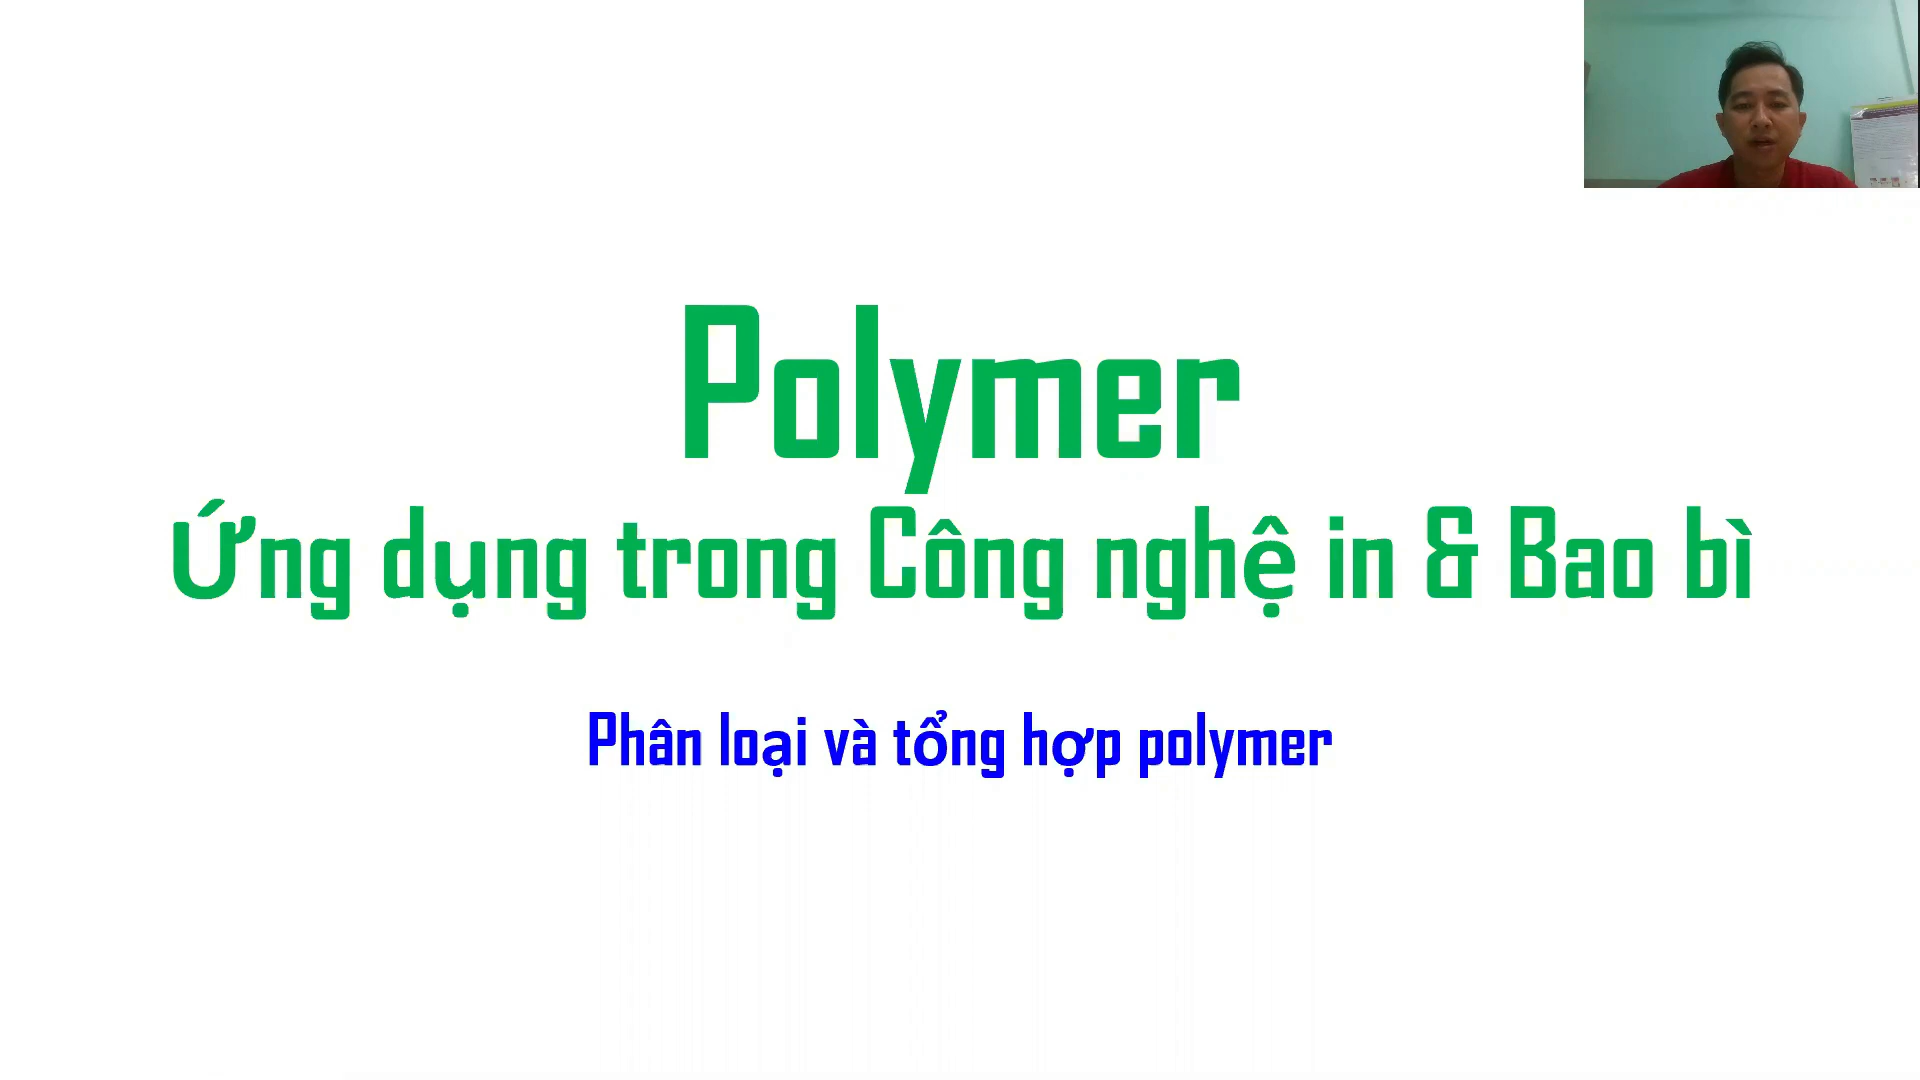 Polymer
Ứng dụng trong Công nghệ in & Bao bì
Phân loại và tổng hợp polymer